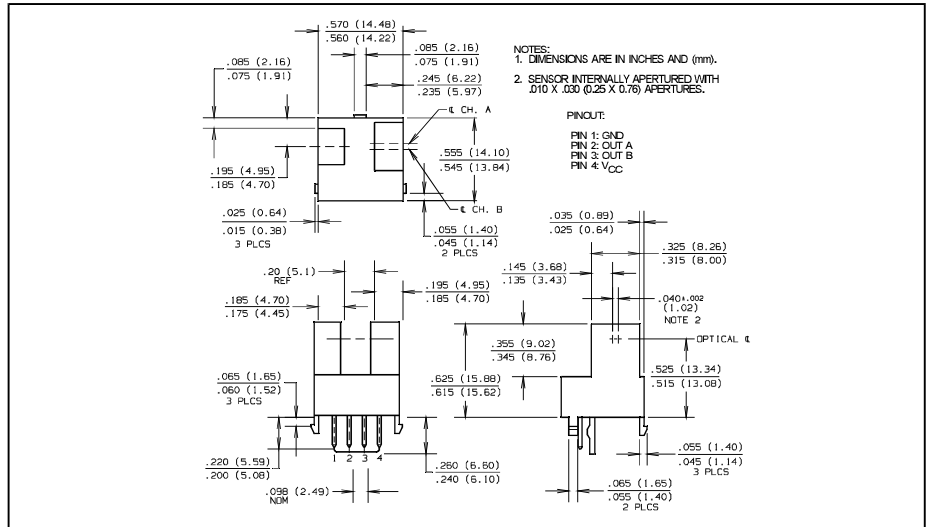 .570 (14.48)
.560 (14.22)
.085 (2.16)
.075 (1.91)
.085 (2.16)
.075 (1.91)
.245 (6.22)
.235 (5.97)
NOTES:
1. DIMENSIONS ARE IN INCHES AND (mm).
2. SENSOR INTERNALLY APERTURED WITH
.010 X .030 (0.25 X 0.76) APERTURES.
℄ CH. A
PINOUT:
PIN 1: GND
PIN 2: OUT A
PIN 3: OUT B
PIN 4: VCC
.555 (14.10)
.545 (13.84)
.195 (4.95)
.185 (4.70)
℄ CH. B
.025 (0.64)
.015 (0.38)
3 PLCS
.055 (1.40)
.045 (1.14)
2 PLCS
.035 (0.89)
.025 (0.64)
.325 (8.26)
.315 (8.00)
.20 (5.1)
REF
.145 (3.68)
.135 (3.43)
.195 (4.95)
.185 (4.70)
.185 (4.70)
.175 (4.45)
.040±.002
(1.02)
NOTE 2
OPTICAL ℄
.355 (9.02)
.345 (8.76)
.525 (13.34)
.515 (13.08)
.065 (1.65)
.060 (1.52)
3 PLCS
.625 (15.88)
.615 (15.62)
1 2 3 4
.220 (5.59)
.200 (5.08)
.260 (6.60)
.240 (6.10)
.055 (1.40)
.045 (1.14)
3 PLCS
.098 (2.49)
NOM
.065 (1.65)
.055 (1.40)
2 PLCS